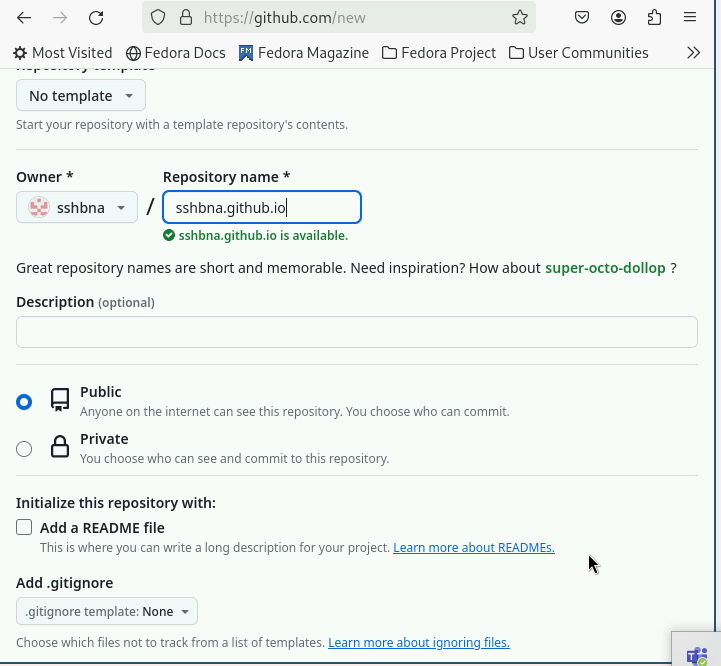 https://github.com/new
Most Visited Fedora Docs Fedora Magazine Fedora Project User Communities
Repository template
No template
Start your repository with a template repository's contents.
Owner * Repository name *
sshbna / sshbna.github.io
sshbna.github.io is available.
Great repository names are short and memorable. Need inspiration? How about super-octo-dollop ?
Description (optional)
Public
Anyone on the internet can see this repository. You choose who can commit.
Private
You choose who can see and commit to this repository.
Initialize this repository with:
Add a README file
This is where you can write a long description for your project. Learn more about READMEs.
Add .gitignore
.gitignore template: None
Choose which files not to track from a list of templates. Learn more about ignoring files.